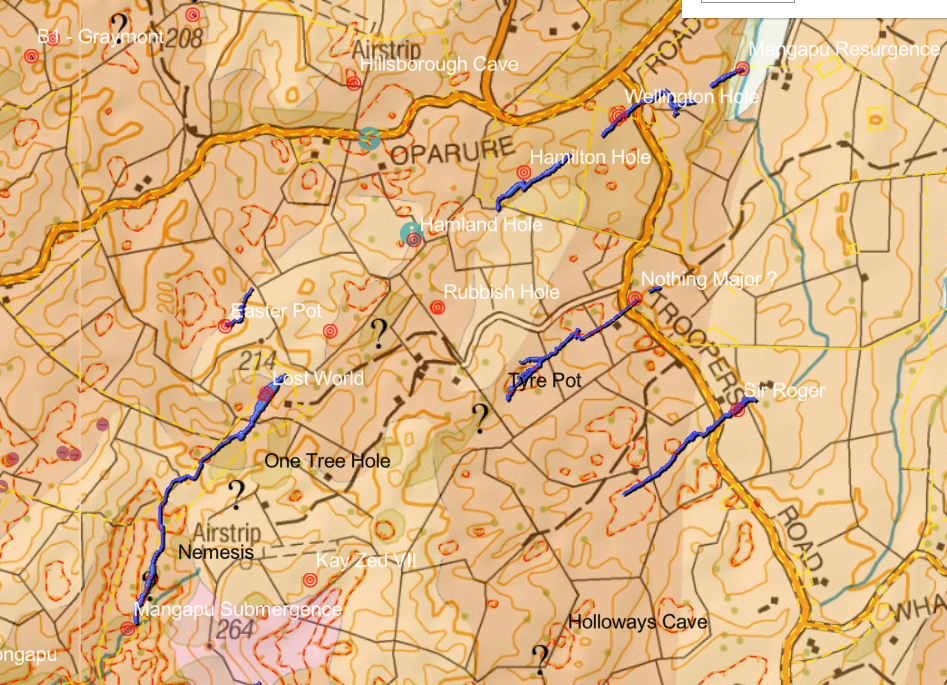 ?
B1 - Graymont
208
Airstrip
ROAD
Mangapu Resurgence
Hillsborough Cave
Wellington Hole
OPARURE
Hamilton Hole
Hamland Hole
Nothing Major ?
Rubbish Hole
Easter Pot
?
TROOPERS
214
Lost World
Tyre Pot
Sir Roger
?
One Tree Hole
?
Airstrip
ROAD
Nemesis
Kay Zed VII
?
Mangapu Submergence
WHA
Holloways Cave
264
ongapu
?